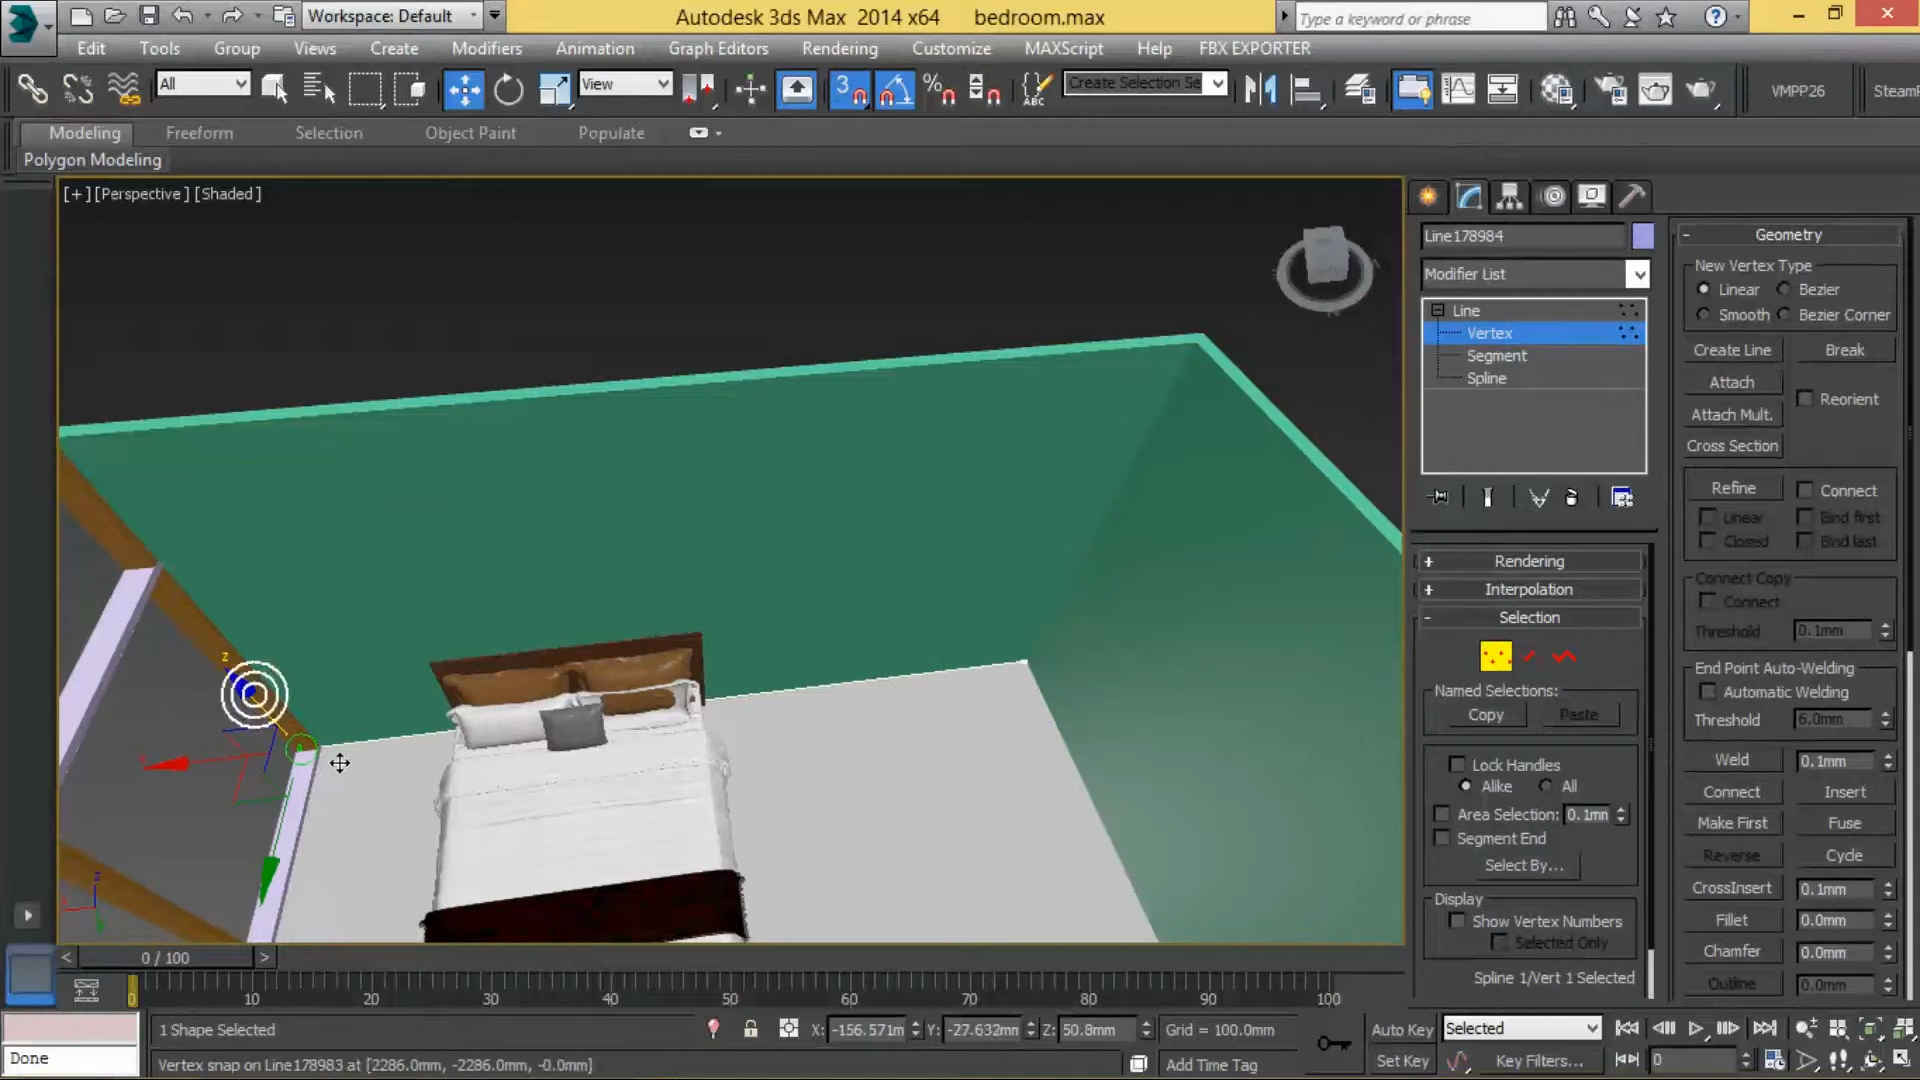 Workspace: Default
Autodesk 3ds Max 2014 x64 bedroom.max
Type a keyword or phrase
Edit Tools Group Views Create Modifiers Animation Graph Editors Rendering Customize MAXScript Help FBX EXPORTER
All View 3 % ABC Create Selection Se VMPP26
Modeling Freeform Selection Object Paint Populate
Polygon Modeling
[+][Perspective][Shaded]
Line178984
Modifier List
Line
Vertex
Segment
Spline
Rendering
Interpolation
Selection
Named Selections:
Copy Paste
Lock Handles
Alike All
Area Selection: 0.1mm
Segment End
Select By...
Display
Show Vertex Numbers
Selected Only
Spline 1/Vert 1 Selected
Geometry
New Vertex Type
Linear Bezier
Smooth Bezier Corner
Create Line Break
Attach Reorient
Attach Mult.
Cross Section
Refine Connect
Linear Bind first
Closed Bind last
Connect Copy
Connect
Threshold 0.1mm
End Point Auto-Welding
Automatic Welding
Threshold 6.0mm
Weld 0.1mm
Connect Insert
Make First Fuse
Reverse Cycle
CrossInsert 0.1mm
Fillet 0.0mm
Chamfer 0.0mm
Outline 0.0mm
z
z
< 0 / 100 >
0 10 20 30 40 50 60 70 80 90 100
1 Shape Selected X: -156.571m Y: -27.632mm Z: 50.8mm Grid = 100.0mm Auto Key Selected
Done Vertex snap on Line178983 at [2286.0mm, -2286.0mm, -0.0mm] Add Time Tag Set Key Key Filters... 0